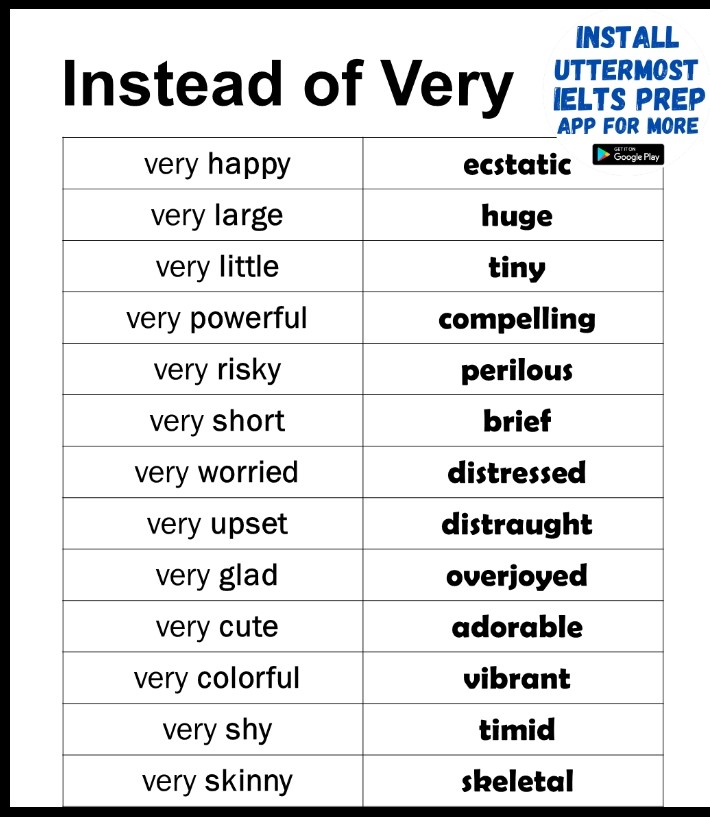 INSTALL
UTTERMOST
IELTS PREP
APP FOR MORE
GET IT ON
Google Play
Instead of Very
very happy ecstatic
very large huge
very little tiny
very powerful compelling
very risky perilous
very short brief
very worried distressed
very upset distraught
very glad overjoyed
very cute adorable
very colorful vibrant
very shy timid
very skinny skeletal